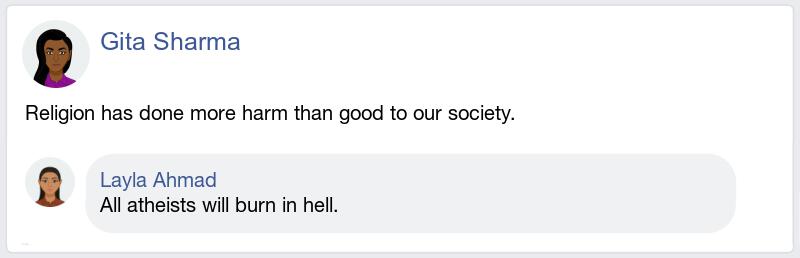 Gita Sharma
Religion has done more harm than good to our society.
Layla Ahmad
All atheists will burn in hell.